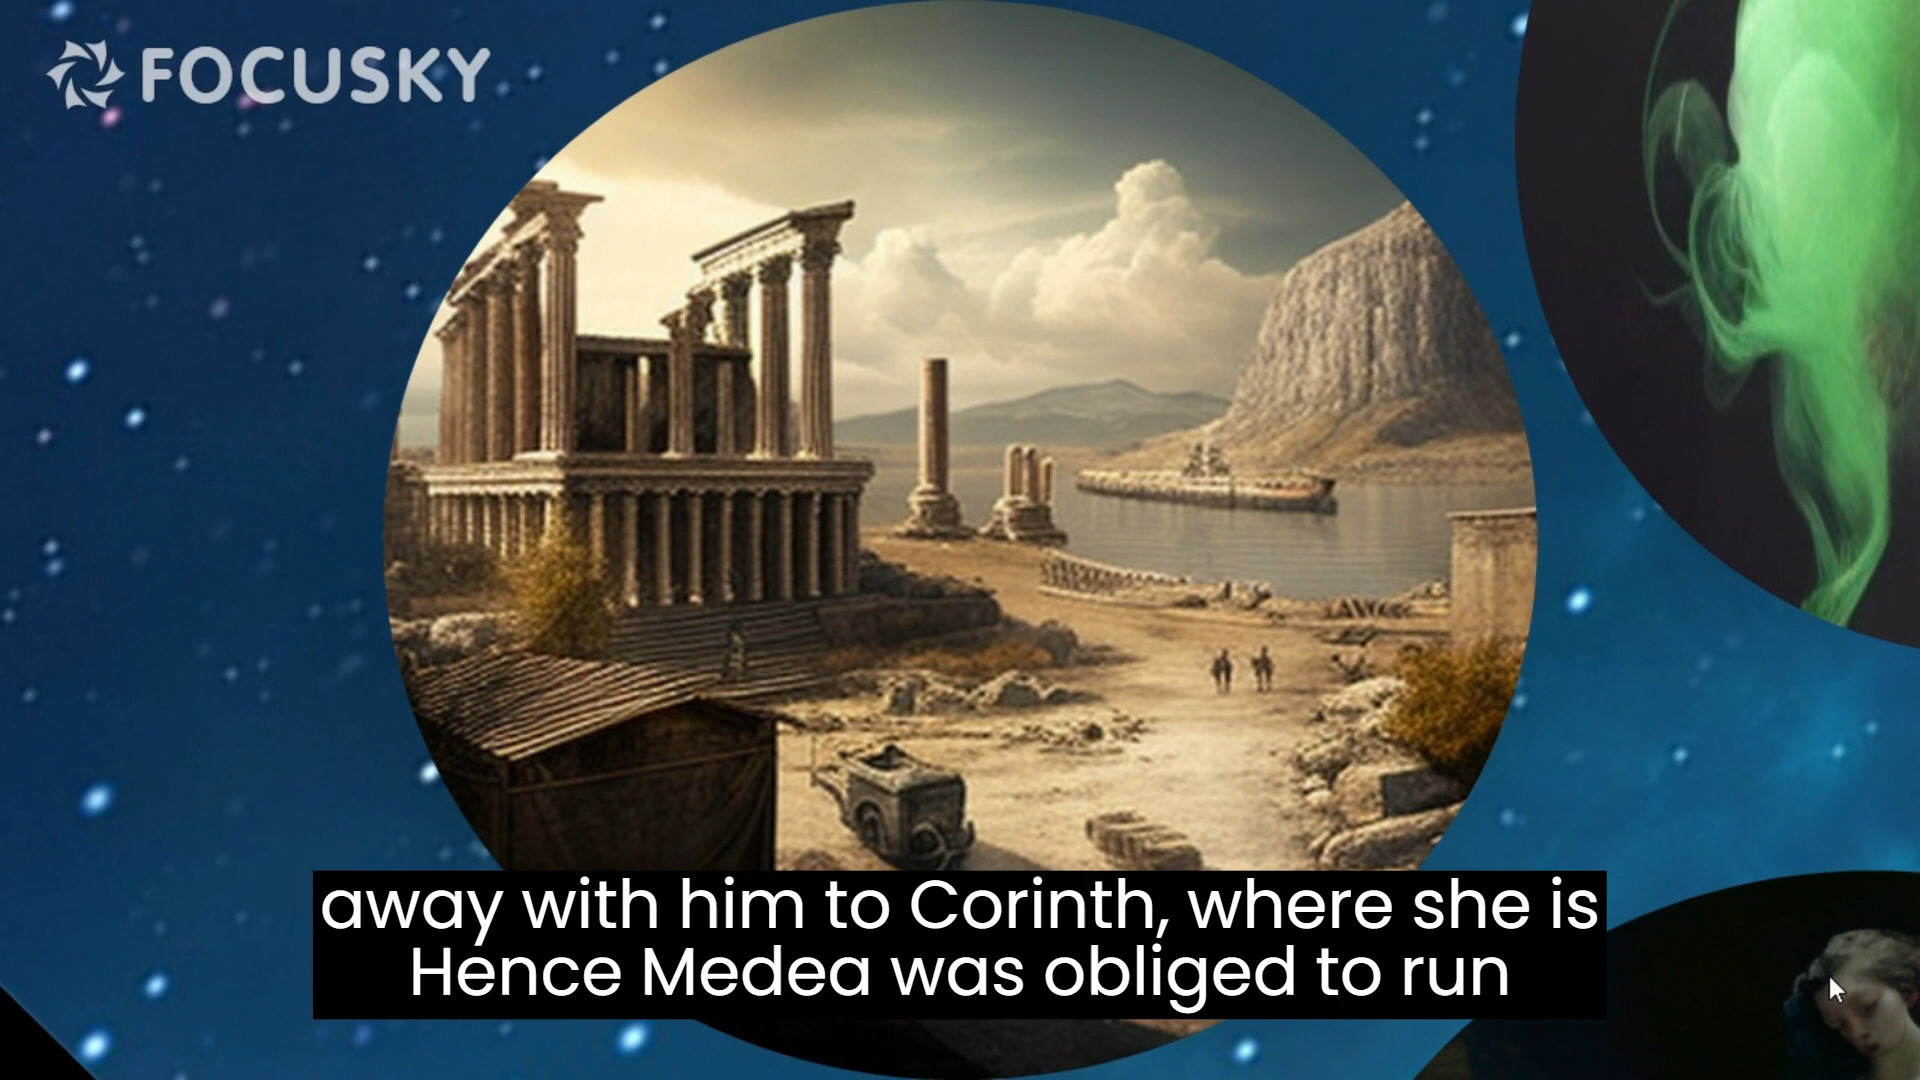 FOCUSKY
away with him to Corinth, where she is
Hence Medea was obliged to run